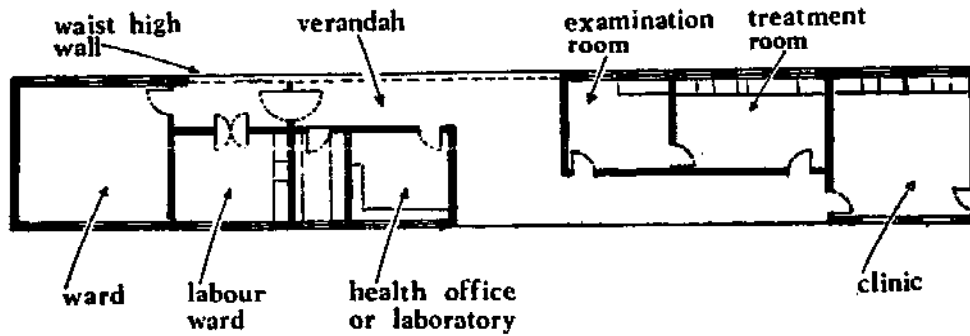 waist high
wall
verandah
examination
room
treatment
room
ward
labour
ward
health office
or laboratory
clinic